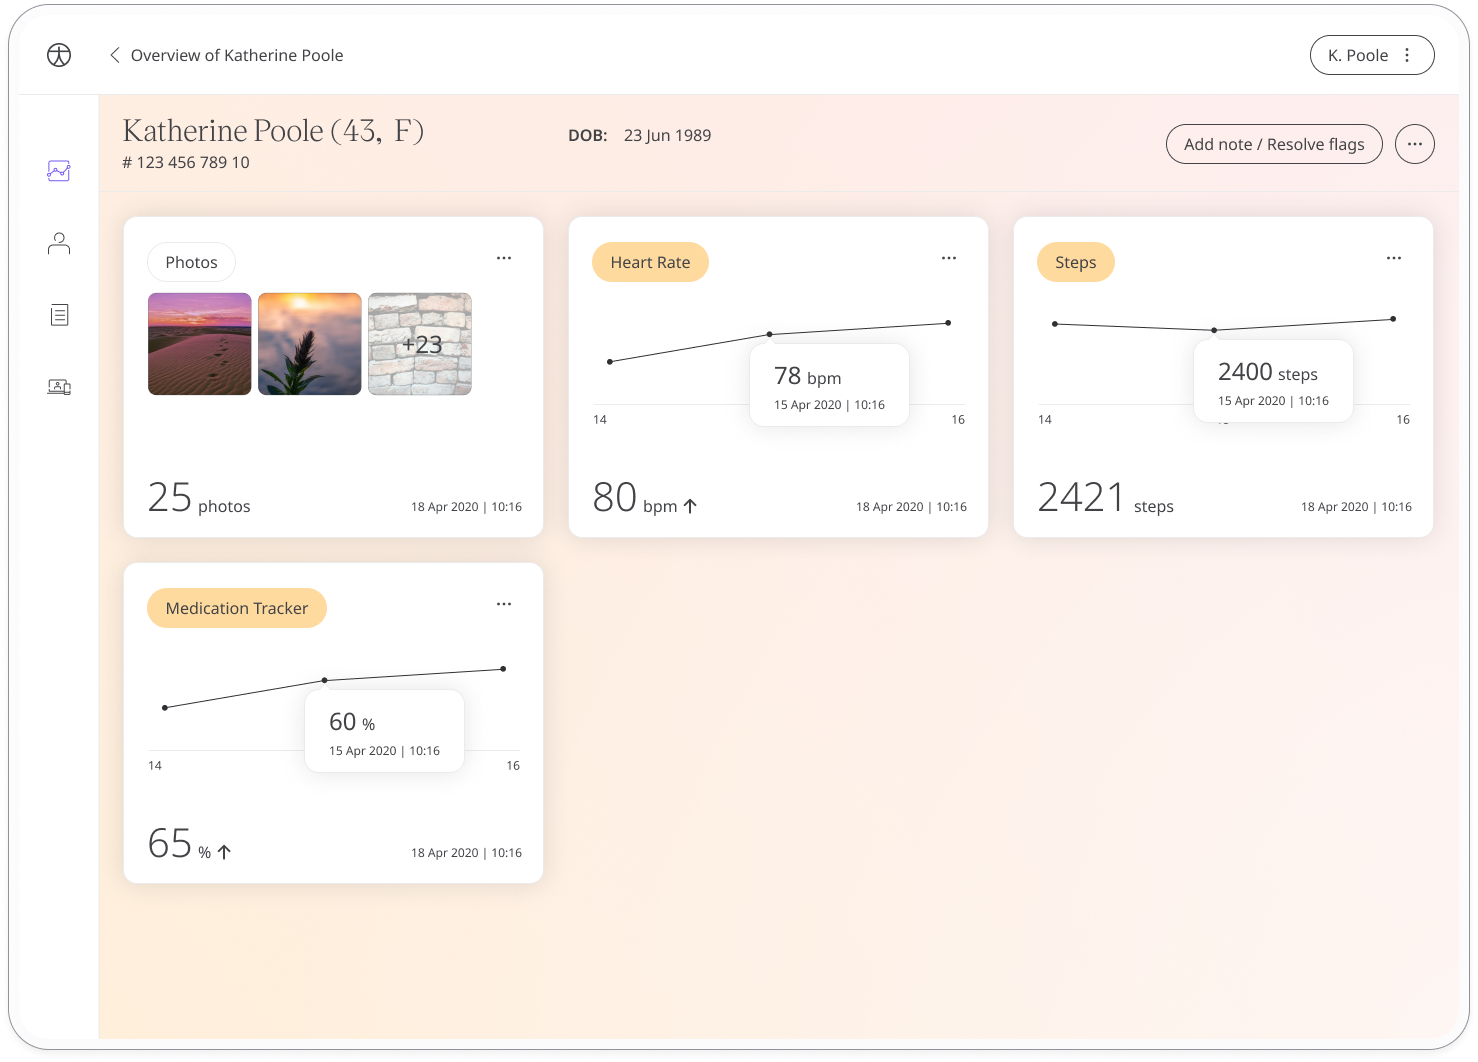 Overview of Katherine Poole
K. Poole
Katherine Poole (43, F)
# 123 456 789 10
DOB: 23 Jun 1989
Add note / Resolve flags
Photos
+23
25 photos
18 Apr 2020 | 10:16
Heart Rate
78 bpm
15 Apr 2020 | 10:16
14
16
80 bpm
18 Apr 2020 | 10:16
Steps
2400 steps
15 Apr 2020 | 10:16
14
16
2421 steps
18 Apr 2020 | 10:16
Medication Tracker
60 %
15 Apr 2020 | 10:16
14
16
65 %
18 Apr 2020 | 10:16